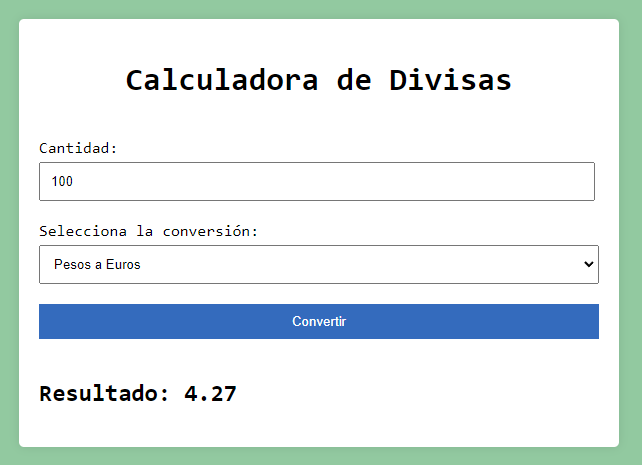 Calculadora de Divisas
Cantidad:
100
Selecciona la conversión:
Pesos a Euros
Convertir
Resultado: 4.27